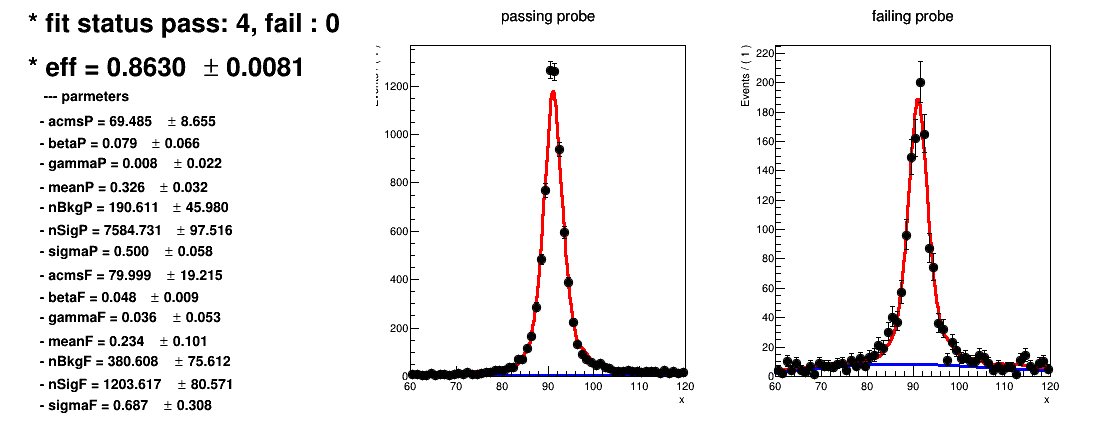 * fit status pass: 4, fail : 0
* eff = 0.8630 ± 0.0081
--- parmeters
- acmsP = 69.485 ± 8.655
- betaP = 0.079 ± 0.066
- gammaP = 0.008 ± 0.022
- meanP = 0.326 ± 0.032
- nBkgP = 190.611 ± 45.980
- nSigP = 7584.731 ± 97.516
- sigmaP = 0.500 ± 0.058
- acmsF = 79.999 ± 19.215
- betaF = 0.048 ± 0.009
- gammaF = 0.036 ± 0.053
- meanF = 0.234 ± 0.101
- nBkgF = 380.608 ± 75.612
- nSigF = 1203.617 ± 80.571
- sigmaF = 0.687 ± 0.308
passing probe
1200
1000
800
600
400
200
0
60 70 80 90 100 110 120
x
failing probe
Events / ( 1 )
220
200
180
160
140
120
100
80
60
40
20
0
60 70 80 90 100 110 120
x